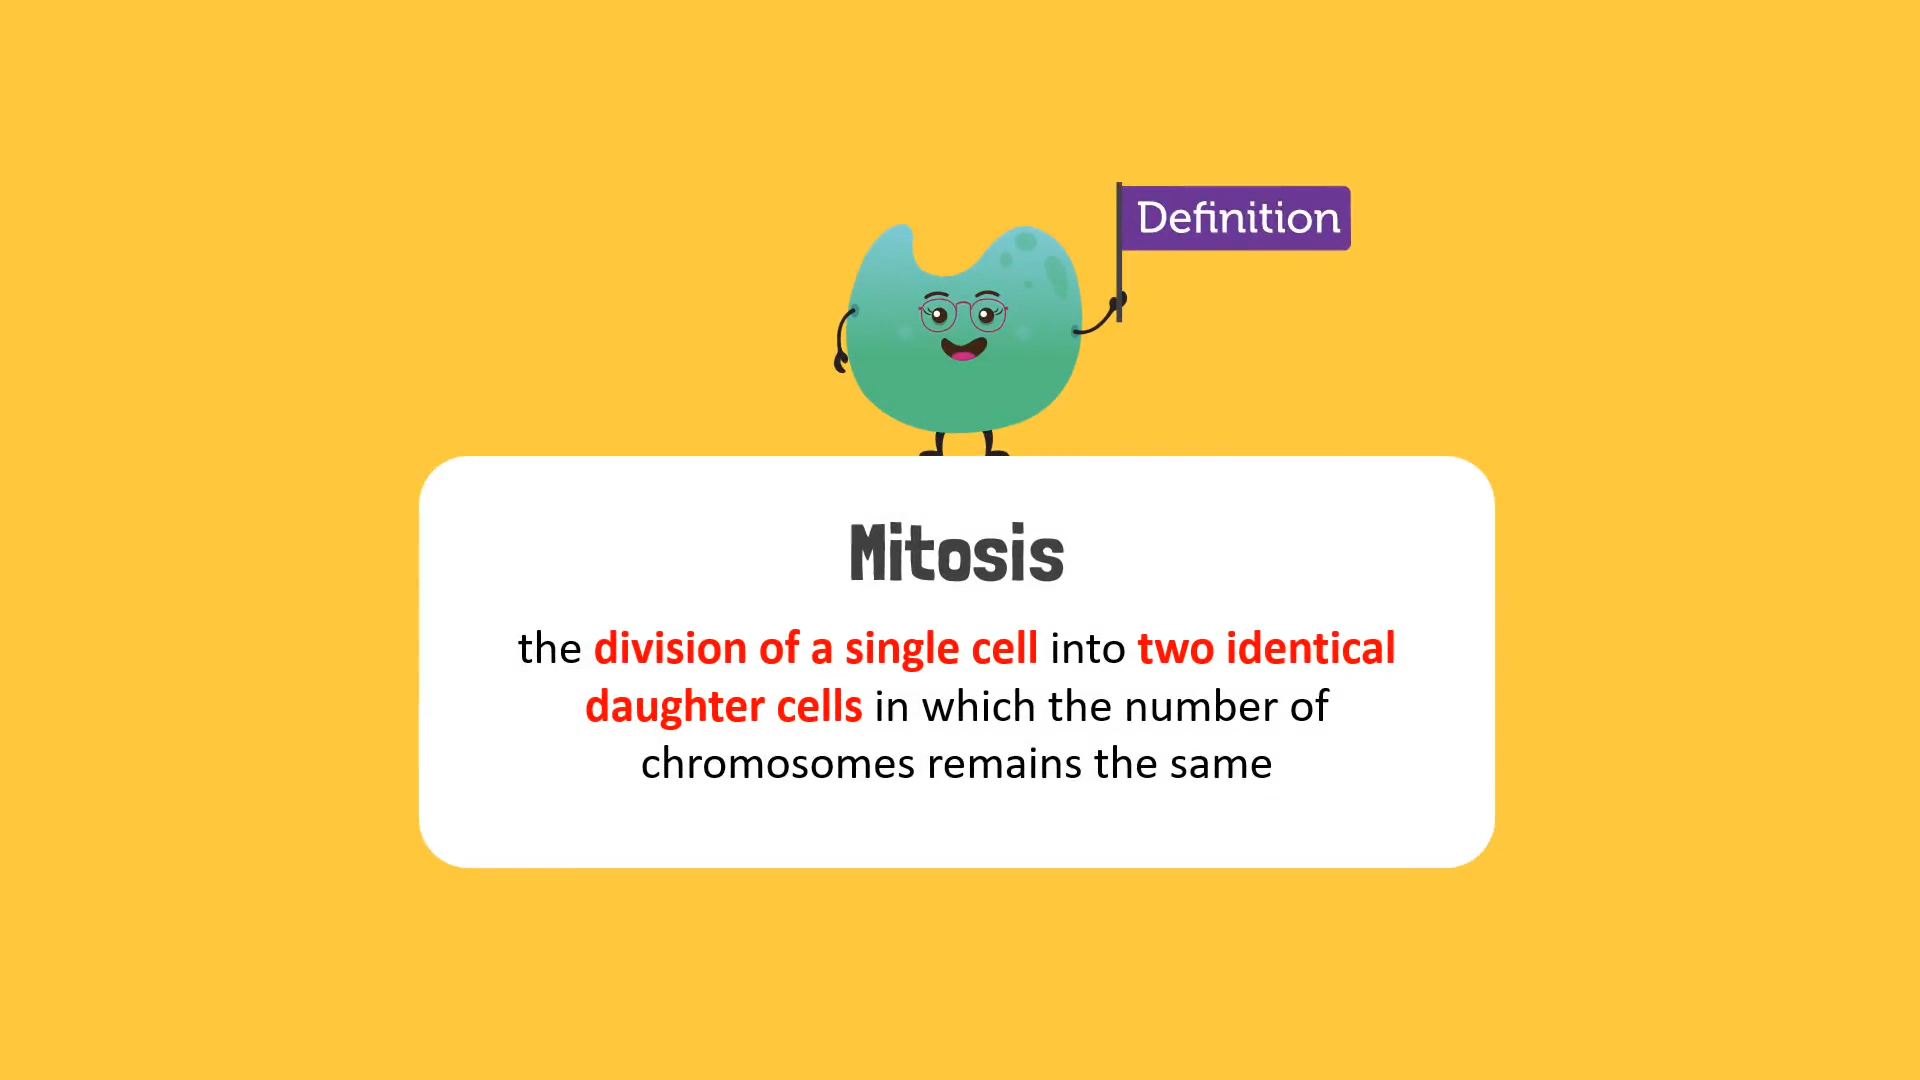 Definition
Mitosis
the division of a single cell into two identical
daughter cells in which the number of
chromosomes remains the same